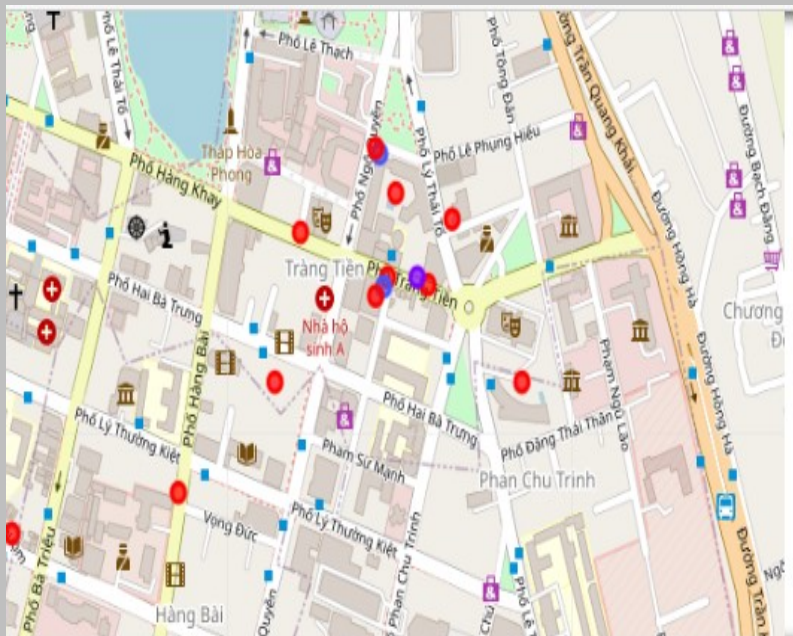 Phố Lê Thái Tổ
Phố Lê Thạch
Phố Tông Đản
Đường Trần Quang Khải
Đường Bạch Đằng
Phố Lê Phụng Hiểu
Tháp Hòa
Phong
Phố Lý Thái Tổ
Phố Hàng Khay
Đường Hồng Hà
Tràng Tiền
Phố Tràng Tiền
Phố Hai Bà Trưng
Nhà hộ
sinh A
Chương
Phố Hàng Bài
Phạm Ngũ Lão
Đường Hồng Hà
Phố Hai Bà Trưng
Phố Lý Thường Kiệt
Phố Đặng Thái Thân
Phạm Sư Mạnh
Phan Chu Trinh
Vọng Đức
Phố Lý Thường Kiệt
Phố Phan Chu Trinh
Phố Bà Triệu
Hàng Bài
Quyền
Đường Trần